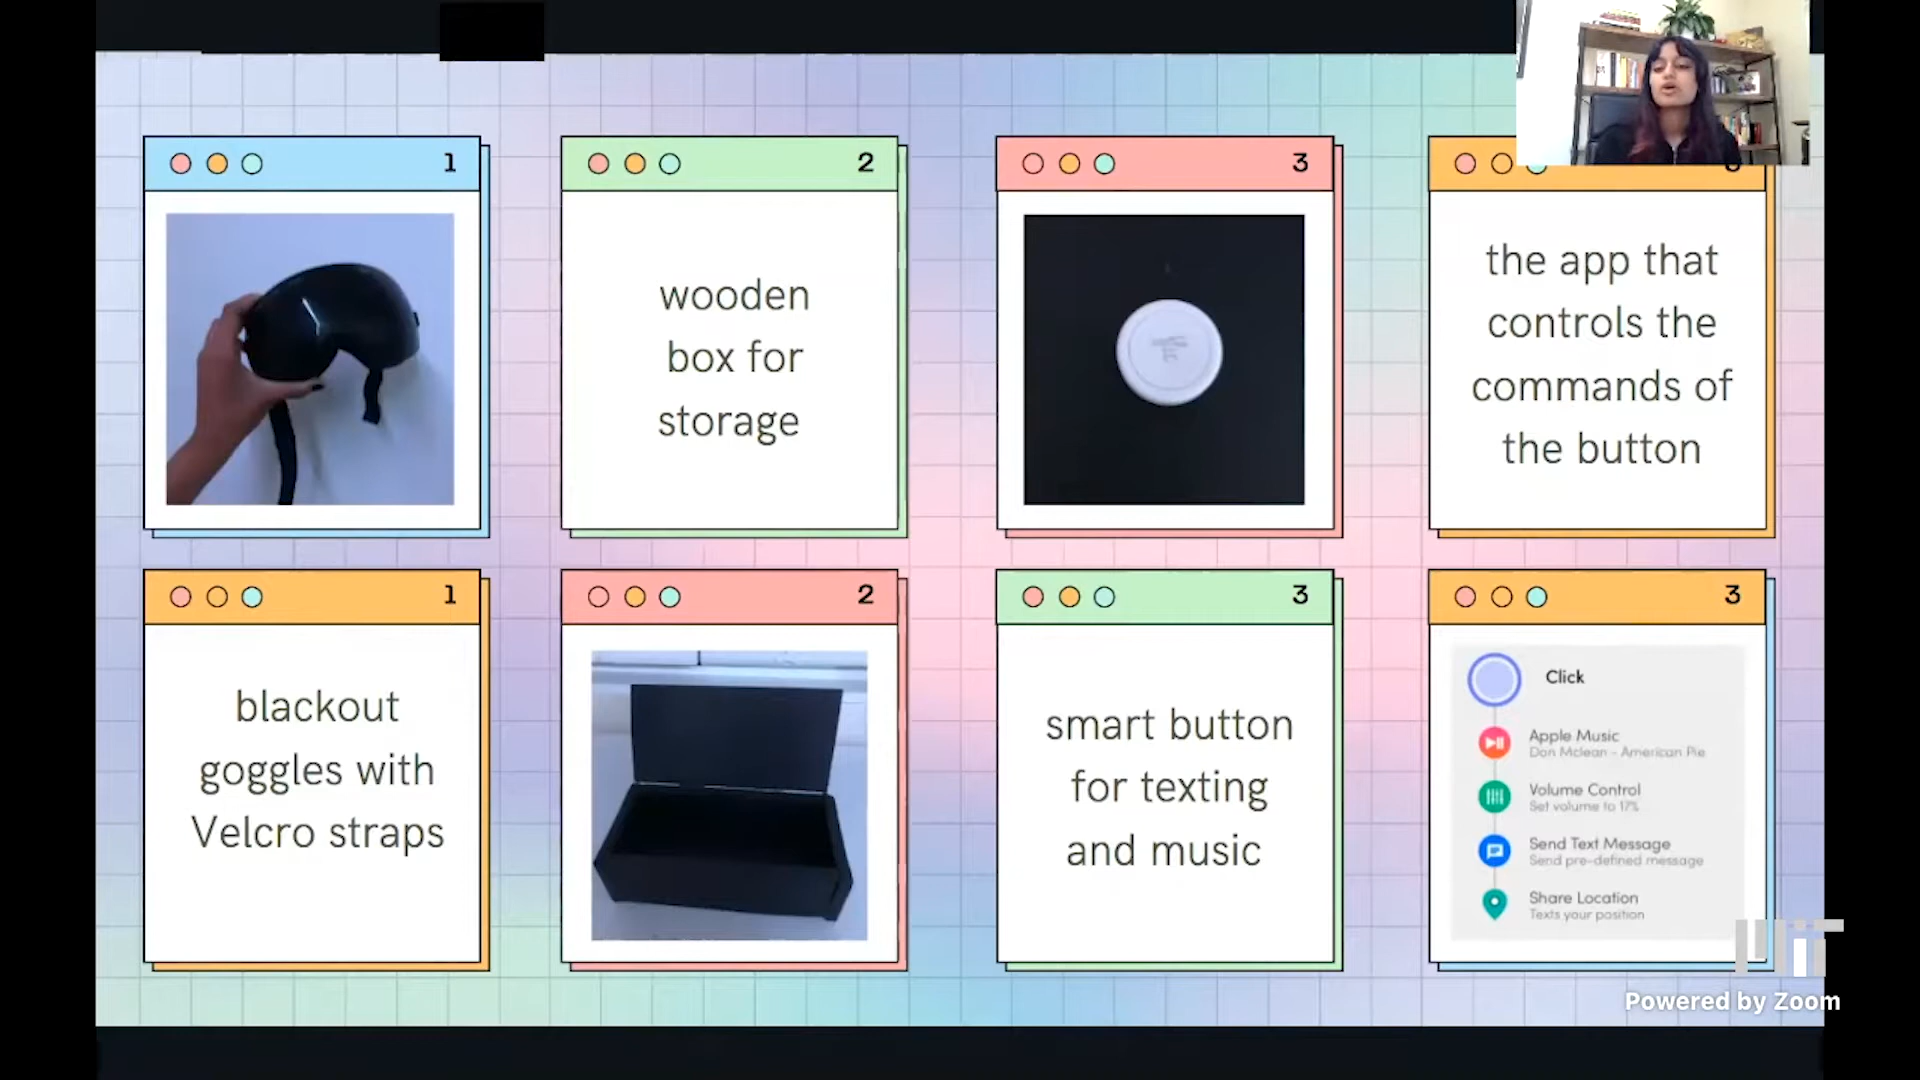 1
2
3
the app that
controls the
commands of
the button
wooden
box for
storage
1
2
3
3
blackout
goggles with
Velcro straps
smart button
for texting
and music
Click
Apple Music
Don Mclean - American Pie
Volume Control
Set volume to 17%
Send Text Message
Send pre-defined message
Share Location
Texts your position
MIT
Powered by Zoom